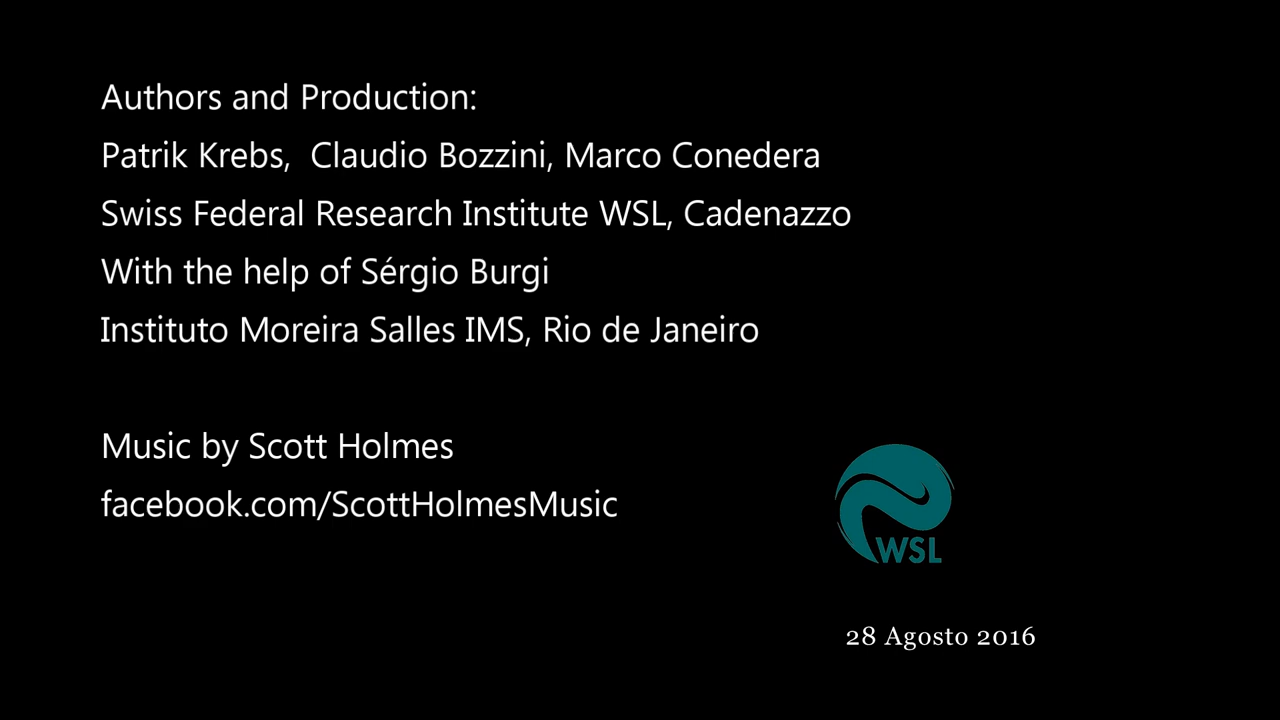 Authors and Production:
Patrik Krebs,  Claudio Bozzini, Marco Conedera
Swiss Federal Research Institute WSL, Cadenazzo
With the help of Sérgio Burgi
Instituto Moreira Salles IMS, Rio de Janeiro
Music by Scott Holmes
facebook.com/ScottHolmesMusic
WSL
28 Agosto 2016